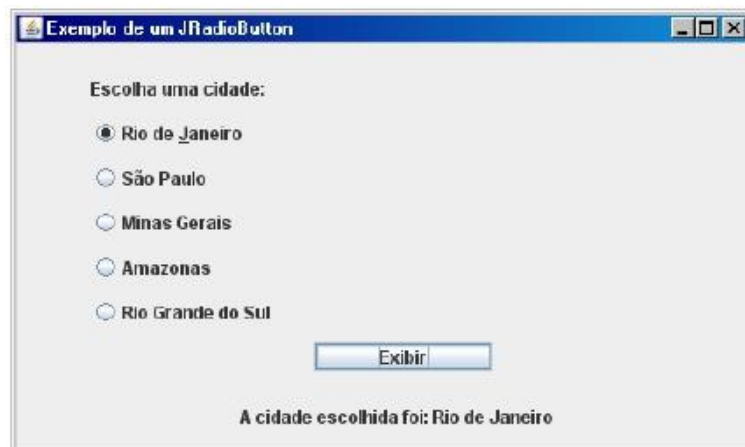 Exemplo de um JRadioButton
Escolha uma cidade:
Rio de Janeiro
São Paulo
Minas Gerais
Amazonas
Rio Grande do Sul
Exibir
A cidade escolhida foi: Rio de Janeiro